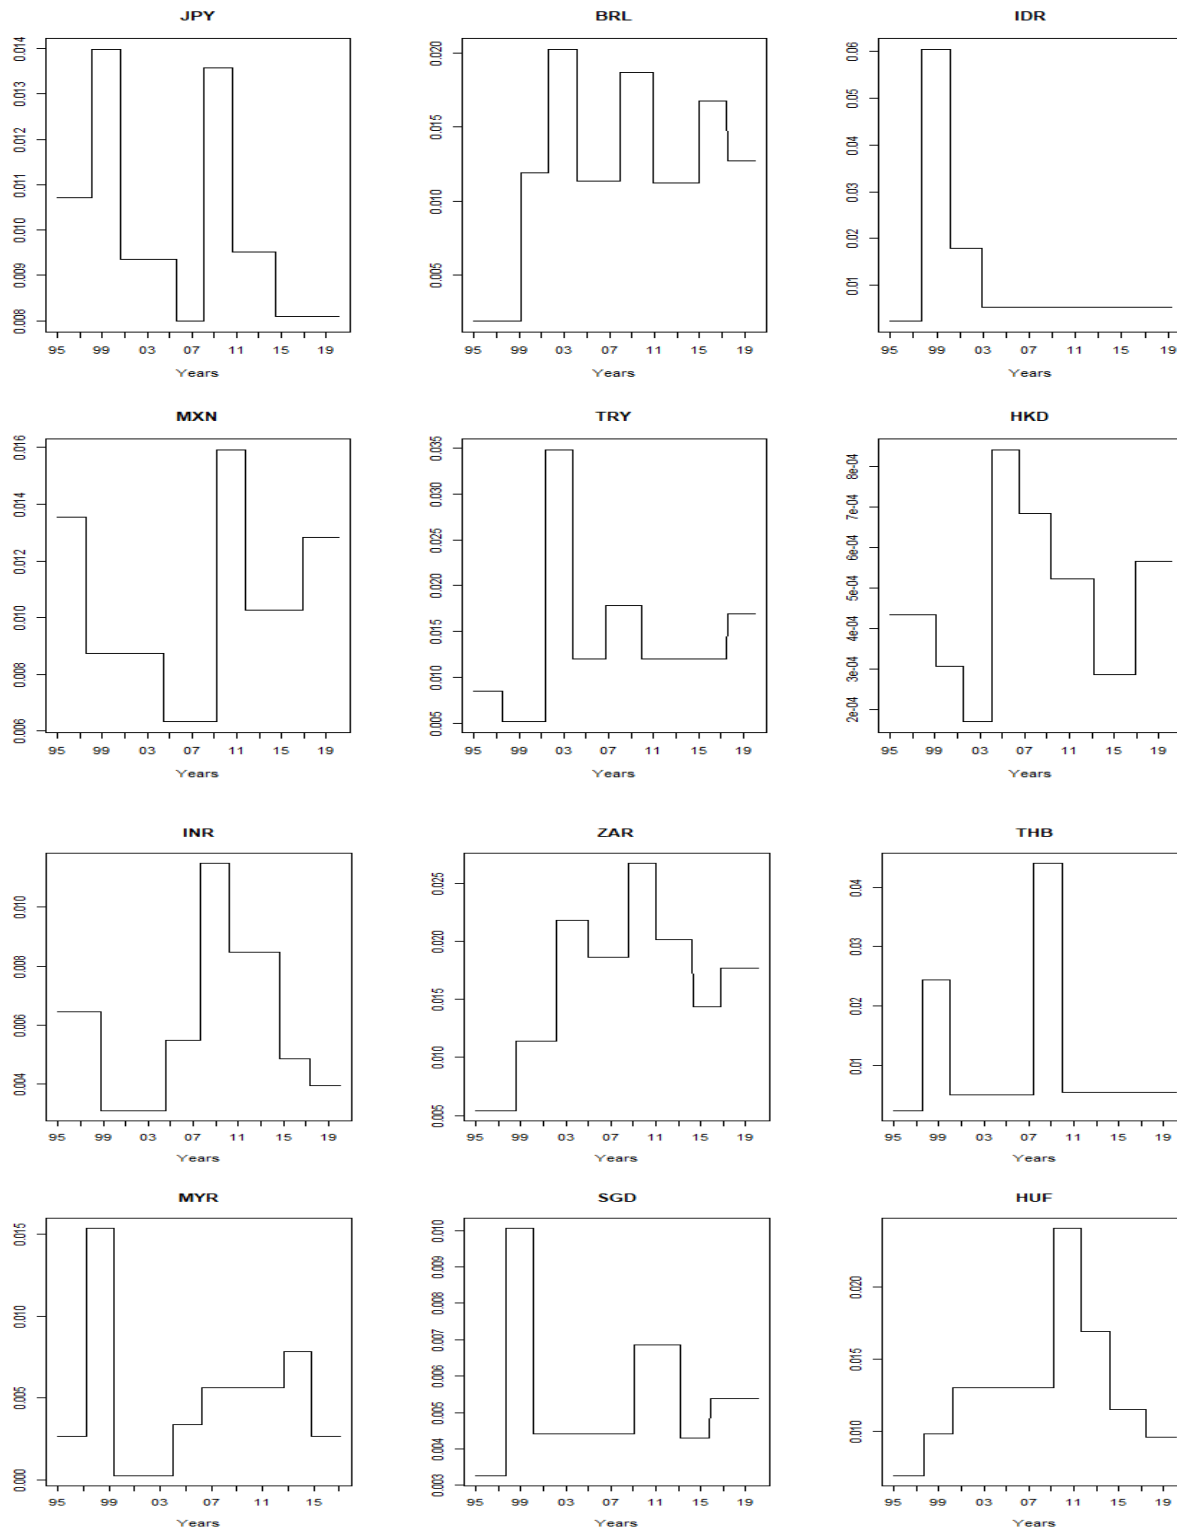 JPY
0.014
0.013
0.012
0.011
0.010
0.009
0.008
95 99 03 07 11 15 19
Years
BRL
0.020
0.015
0.010
0.005
95 99 03 07 11 15 19
Years
IDR
0.06
0.05
0.04
0.03
0.02
0.01
95 99 03 07 11 15 19
Years
MXN
0.016
0.014
0.012
0.010
0.008
0.006
95 99 03 07 11 15 19
Years
TRY
0.035
0.030
0.025
0.020
0.015
0.010
0.005
95 99 03 07 11 15 19
Years
HKD
8e-04
7e-04
6e-04
5e-04
4e-04
3e-04
2e-04
95 99 03 07 11 15 19
Years
INR
0.010
0.008
0.006
0.004
95 99 03 07 11 15 19
Years
ZAR
0.025
0.020
0.015
0.010
0.005
95 99 03 07 11 15 19
Years
THB
0.04
0.03
0.02
0.01
95 99 03 07 11 15 19
Years
MYR
0.015
0.010
0.005
0.000
95 99 03 07 11 15
Years
SGD
0.010
0.009
0.008
0.007
0.006
0.005
0.004
0.003
95 99 03 07 11 15 19
Years
HUF
0.020
0.015
0.010
95 99 03 07 11 15 19
Years